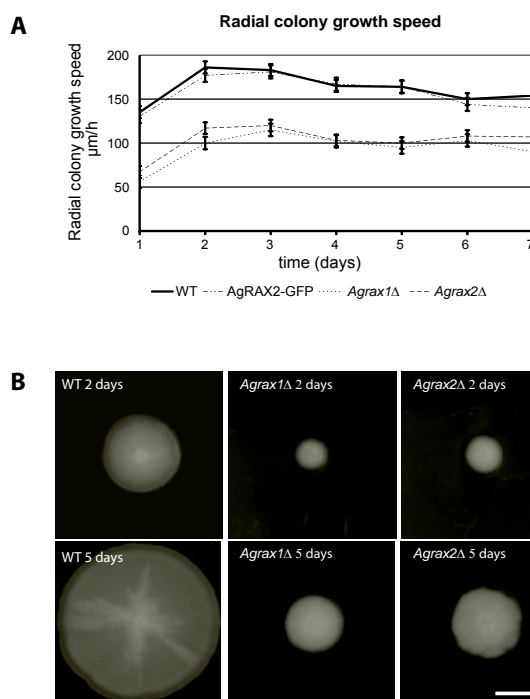 A
Radial colony growth speed
Radial colony growth speed
µm/h
200
150
100
50
0
1 2 3 4 5 6 7
time (days)
WT AgRAX2-GFP Agrax1Δ Agrax2Δ
B
WT 2 days Agrax1Δ 2 days Agrax2Δ 2 days
WT 5 days Agrax1Δ 5 days Agrax2Δ 5 days